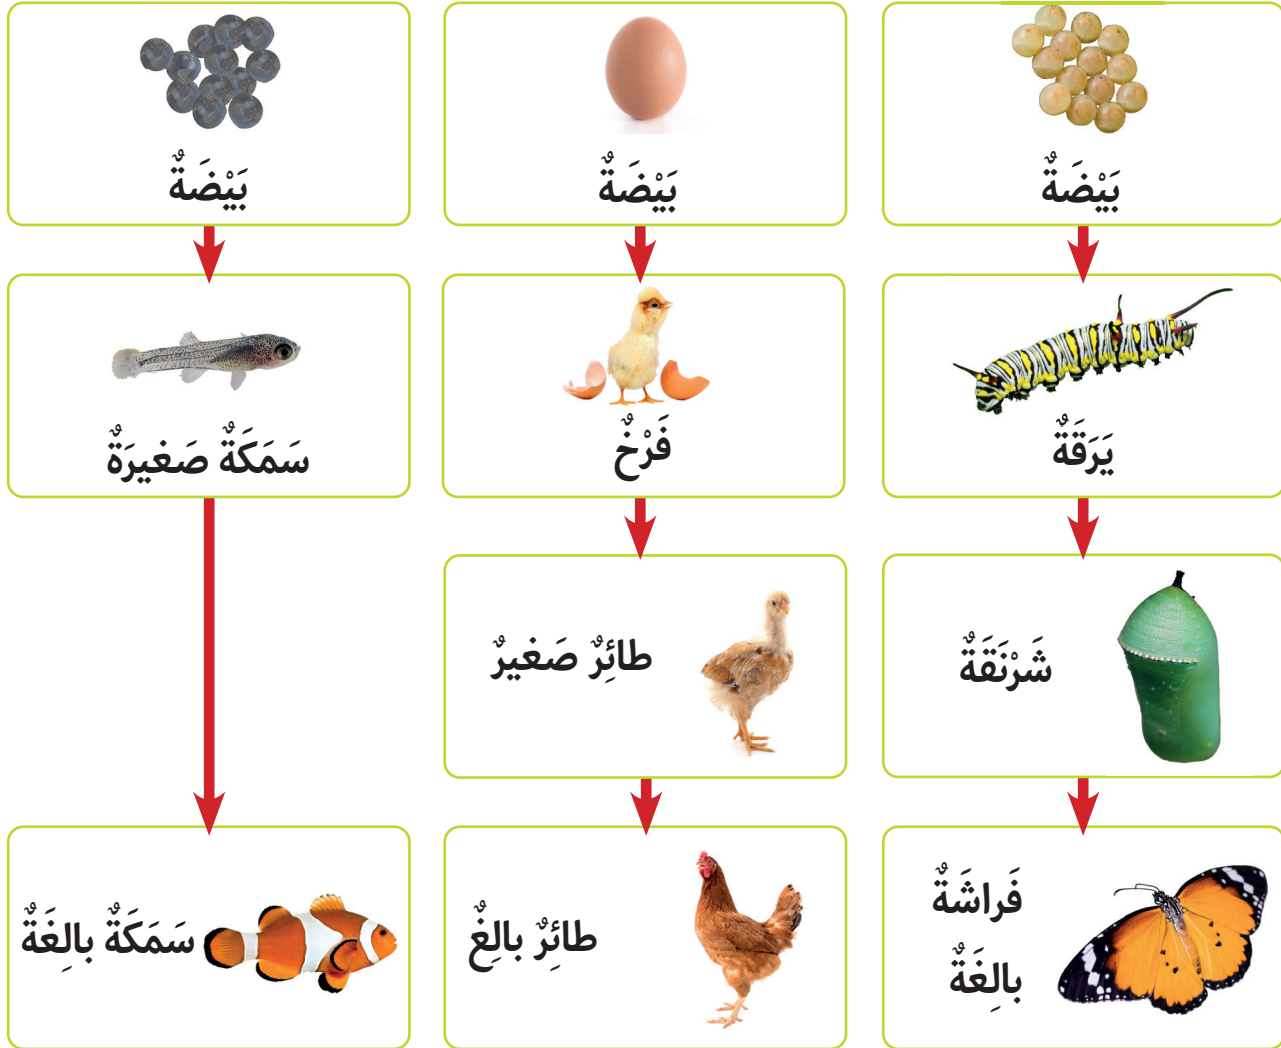 بَيْضَةٌ
بَيْضَةٌ
بَيْضَةٌ
يَرَقَةٌ
فَرْخٌ
سَمَكَةٌ صَغيرَةٌ
شَرْنَقَةٌ
طائِرٌ صَغيرٌ
فَراشَةٌ
بالِغَةٌ
طائِرٌ بالِغٌ
سَمَكَةٌ بالِغَةٌ